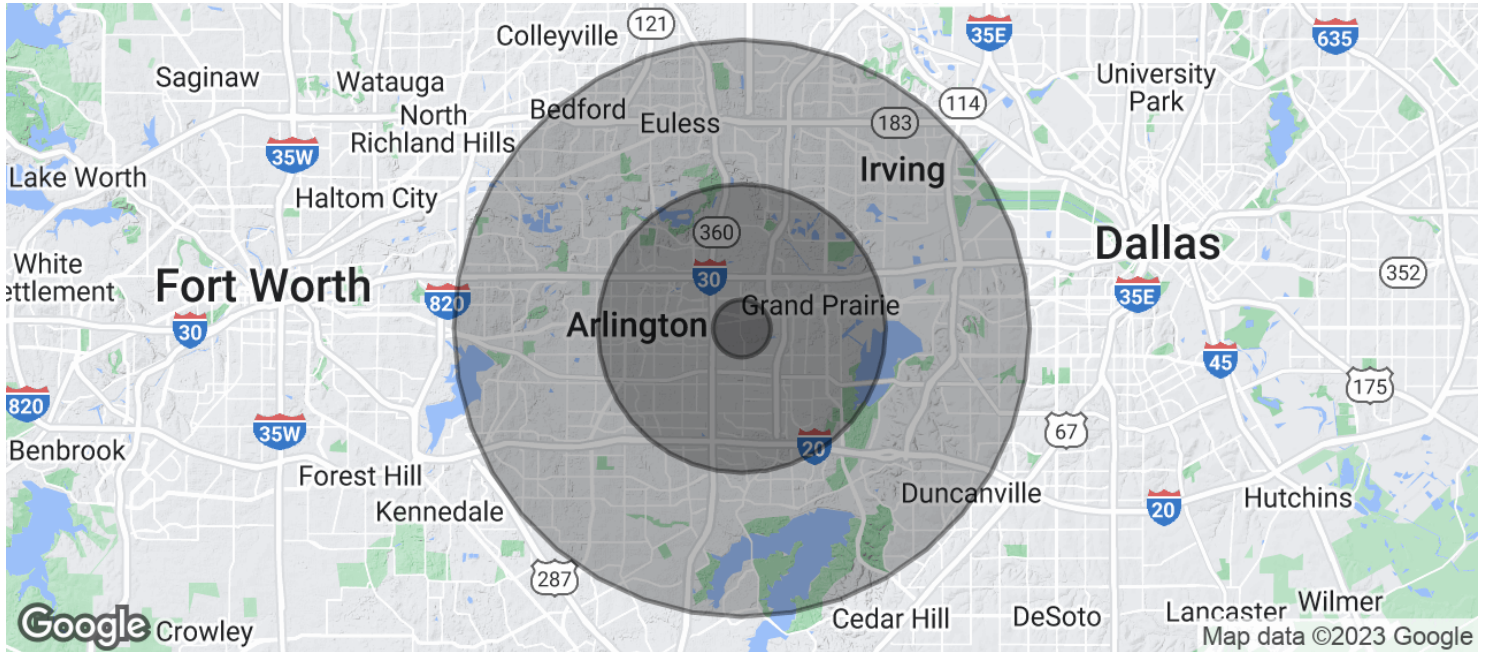 Colleyville
121
35E
635
Saginaw
Watauga
University
Park
North
Richland Hills
Bedford
Euless
183
114
35W
Lake Worth
Irving
Haltom City
360
White
ettlement
Fort Worth
820
30
Grand Prairie
Arlington
Dallas
352
35E
30
45
175
820
35W
67
Benbrook
20
Forest Hill
Duncanville
Kennedale
20
Hutchins
287
Google
Crowley
Cedar Hill
DeSoto
Lancaster
Wilmer
Map data ©2023 Google